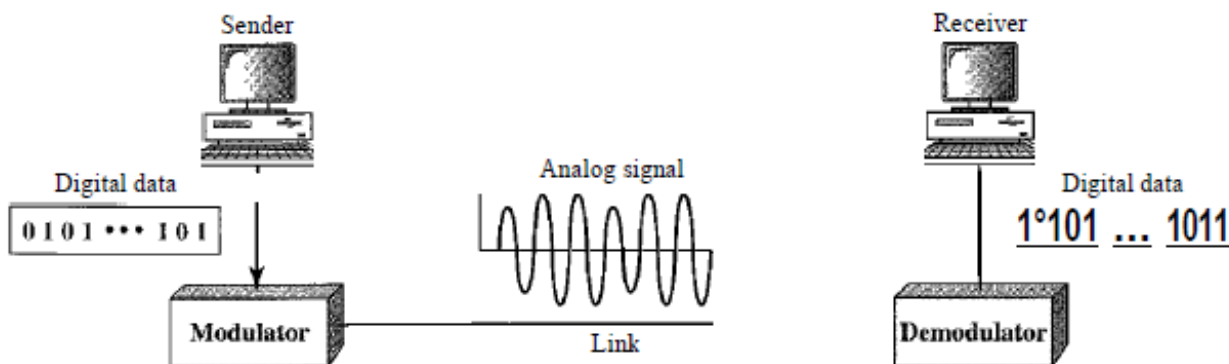 Sender
Receiver
Digital data
0101 ••• 101
Analog signal
Digital data
1°101 ... 1011
Modulator
Link
Demodulator